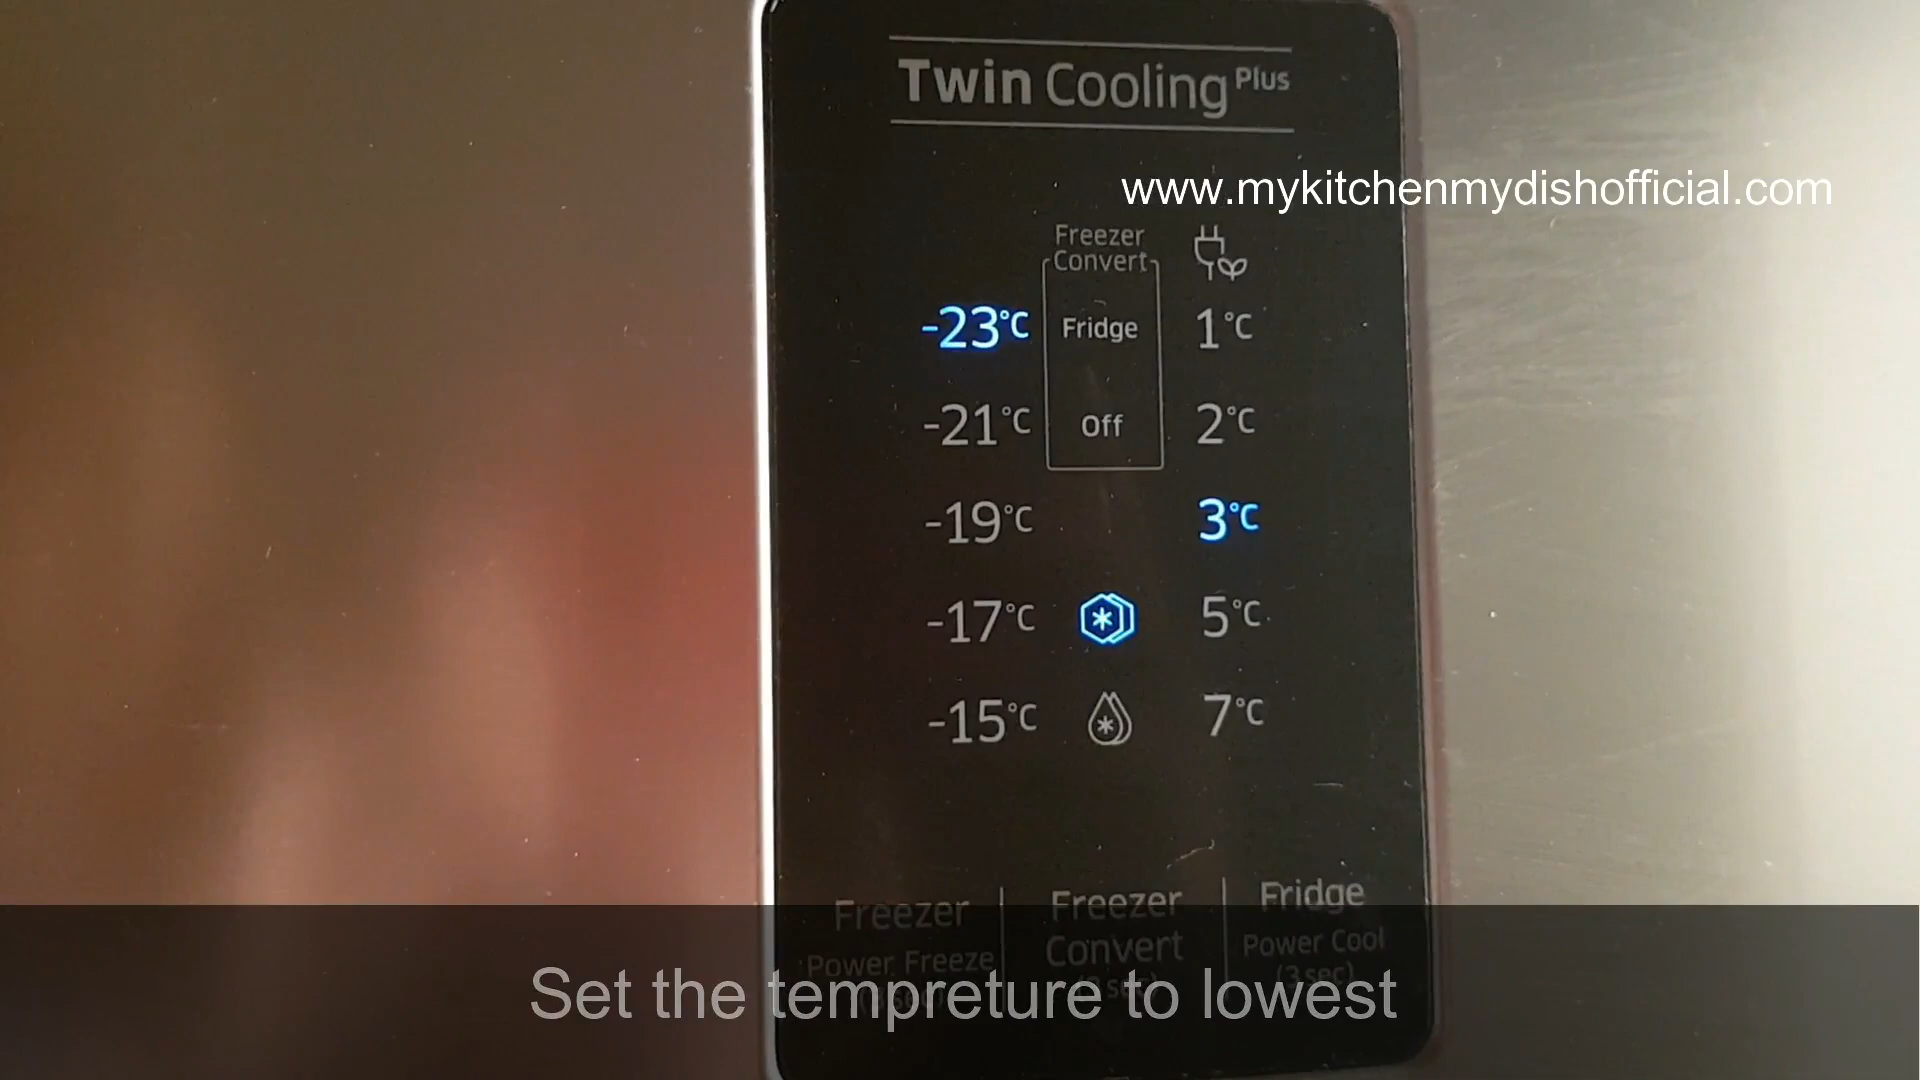 Twin Cooling Plus
www.mykitchenmydishofficial.com
Freezer
Convert
-23°C Fridge 1°C
-21°C Off 2°C
-19°C 3°C
-17°C 5°C
-15°C 7°C
Freezer Freezer Fridge
Power Freeze Convert Power Cool
(3 sec)
Set the tempreture to lowest